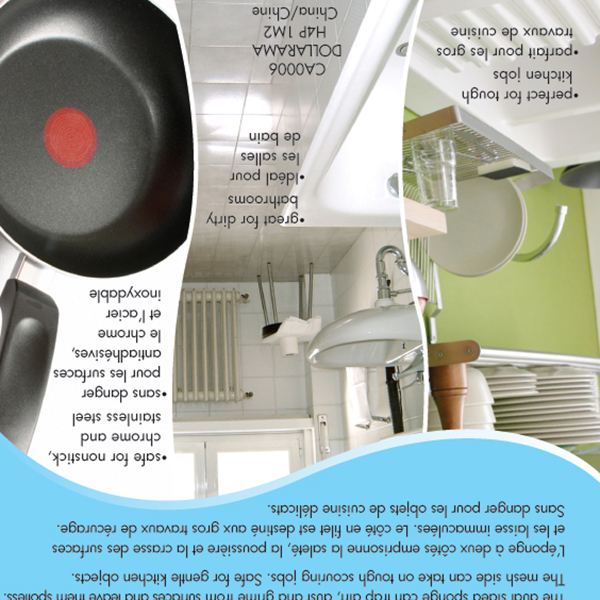 The dual sided sponge can trap dirt, dust and grime from surfaces and leave them spotless.
The mesh side can take on tough scouring jobs. Safe for gentle kitchen objects.
L'éponge à deux côtés emprisonne la saleté, la poussière et la crasse des surfaces
et les laisse immaculées. Le côté en filet est destiné aux gros travaux de récurage.
Sans danger pour les objets de cuisine délicats.
•safe for nonstick,
chrome and
stainless steel
•sans danger
pour les surfaces
antiadhésives,
le chrome
et l'acier
inoxydable
•great for dirty
bathrooms
•Idéal pour
les salles
de bain
•perfect for tough
kitchen jobs
•parfait pour les gros
travaux de cuisine
CA0006
DOLLARAMA
H4P 1M2
China/Chine